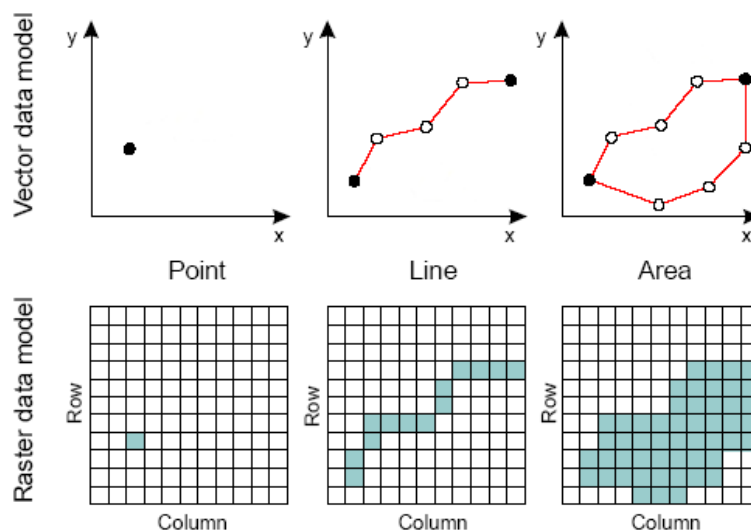 Vector data model
y
x
y
x
y
x
Point
Line
Area
Raster data model
Row
Column
Row
Column
Row
Column